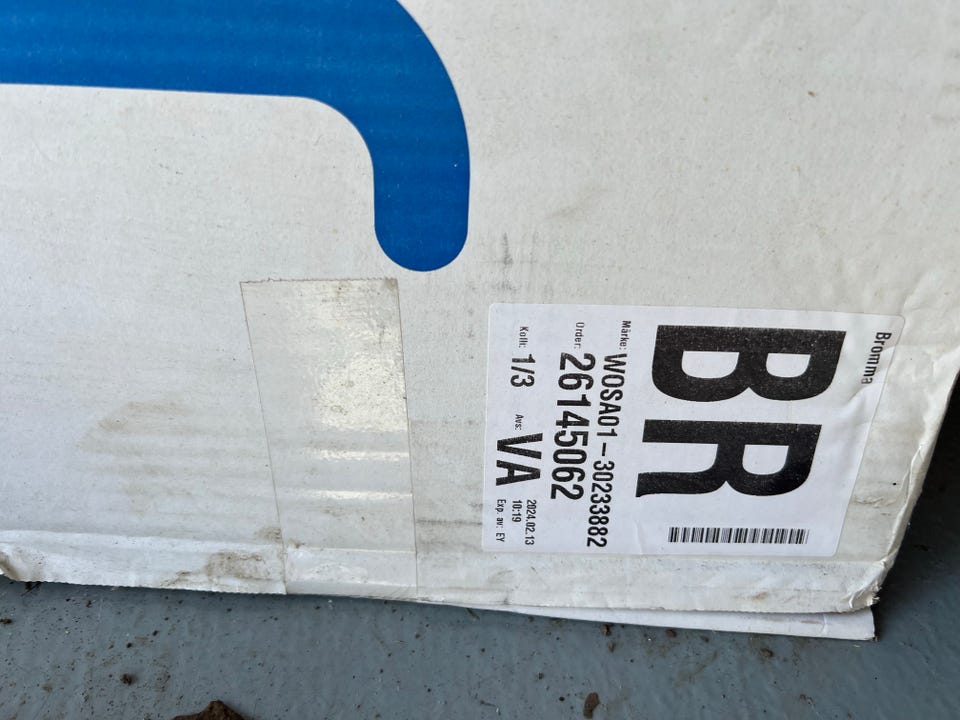 Bromma
BR
Märke: WOSA01-30233882
Order: 26145062
Kolli: 1/3 Avs: VA 2024.02.13
10:19
Exp. av: EY